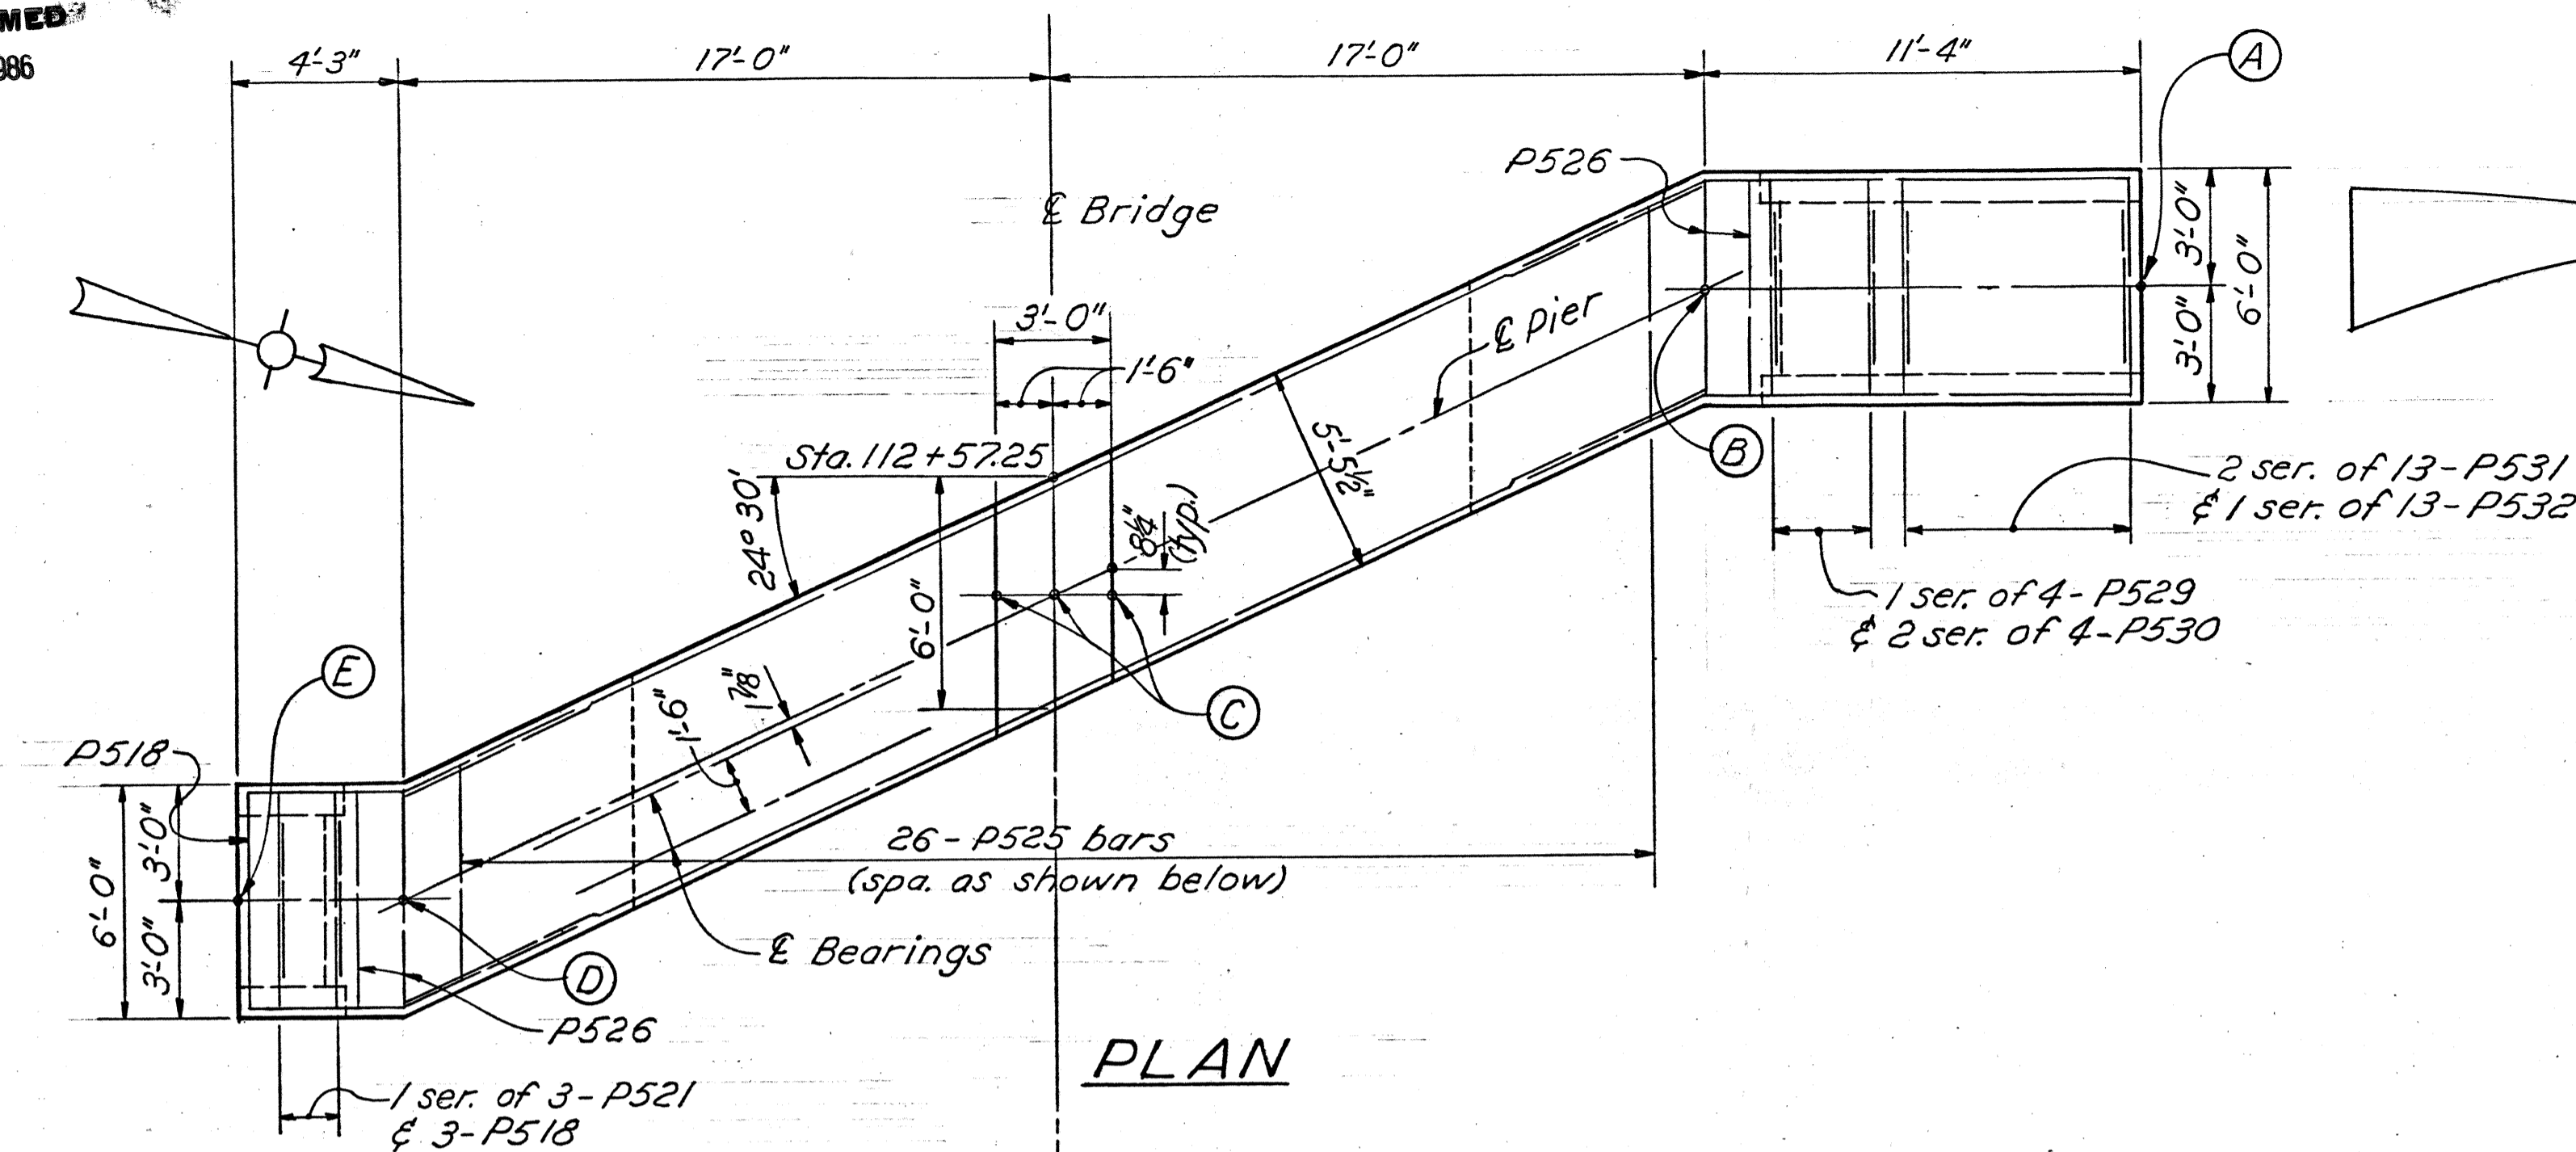 MED
986
4'-3"
17'-0"
17'-0"
11'-4"
A
P526
℄ Bridge
3'-0"
3'-0"
6'-0"
3'-0"
1'-6"
℄ Pier
Sta. 112+57.25
24° 30'
5'-5½"
B
8¼"
(typ.)
2 ser. of 13-P531
& 1 ser. of 13-P532
6'-0"
1 ser. of 4-P529
& 2 ser. of 4-P530
E
1⅞"
1'-6"
C
P518
26-P525 bars
(spa. as shown below)
6'-0"
3'-0"
3'-0"
℄ Bearings
D
P526
PLAN
1 ser. of 3-P521
& 3-P518